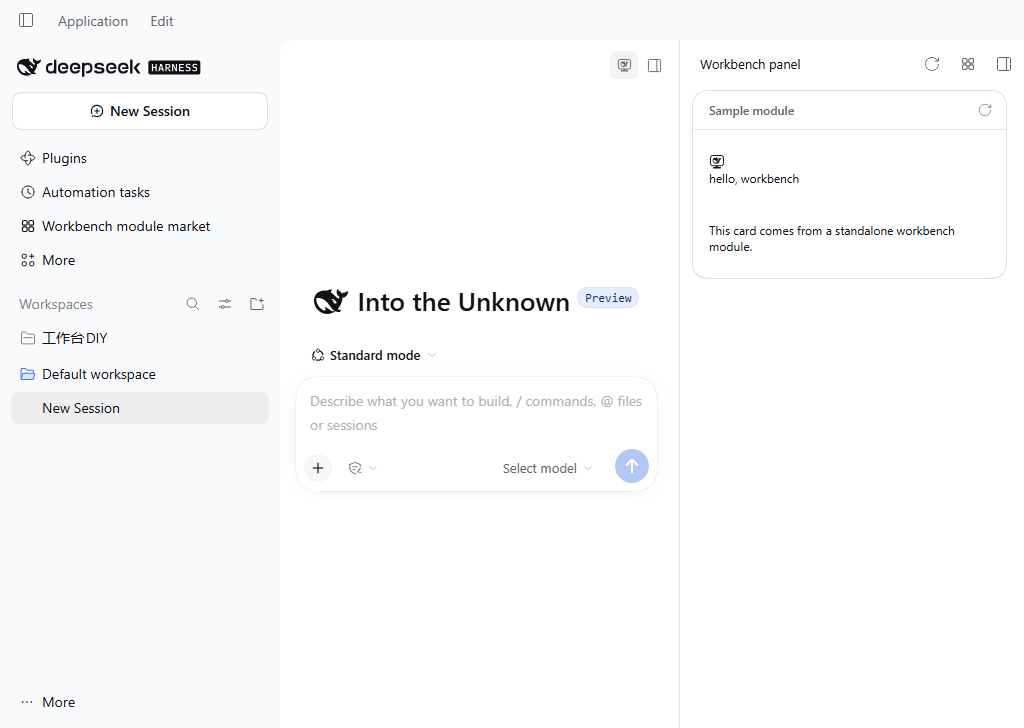 Application Edit
deepseek HARNESS
New Session
Plugins
Automation tasks
Workbench module market
More
Workspaces
工作台DIY
Default workspace
New Session
More
Into the Unknown Preview
Standard mode
Describe what you want to build, / commands, @ files
or sessions
Select model
Workbench panel
Sample module
hello, workbench
This card comes from a standalone workbench
module.